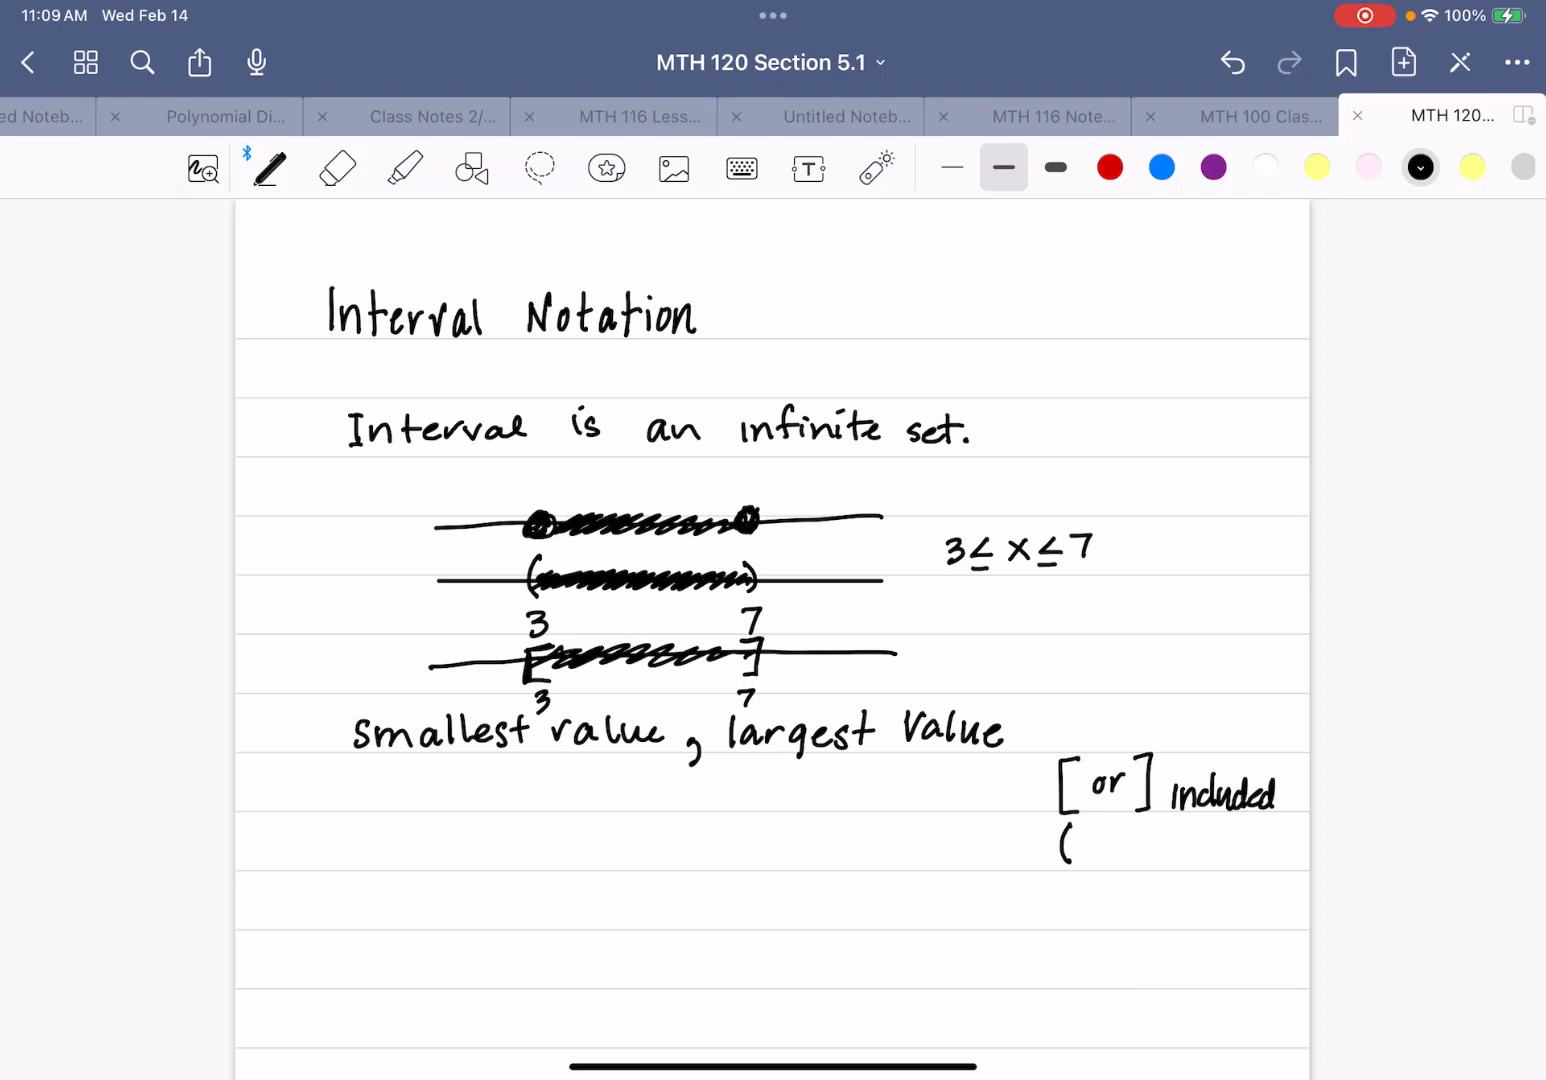 11:09 AM Wed Feb 14
100%
MTH 120 Section 5.1
ed Noteb... Polynomial Di... Class Notes 2/... MTH 116 Less... Untitled Noteb... MTH 116 Note... MTH 100 Clas... MTH 120...
T
Interval Notation
Interval is an infinite set.
3 ≤ x ≤ 7
( )
3 7
[ ]
3 7
smallest value, largest value
[ or ] included
(